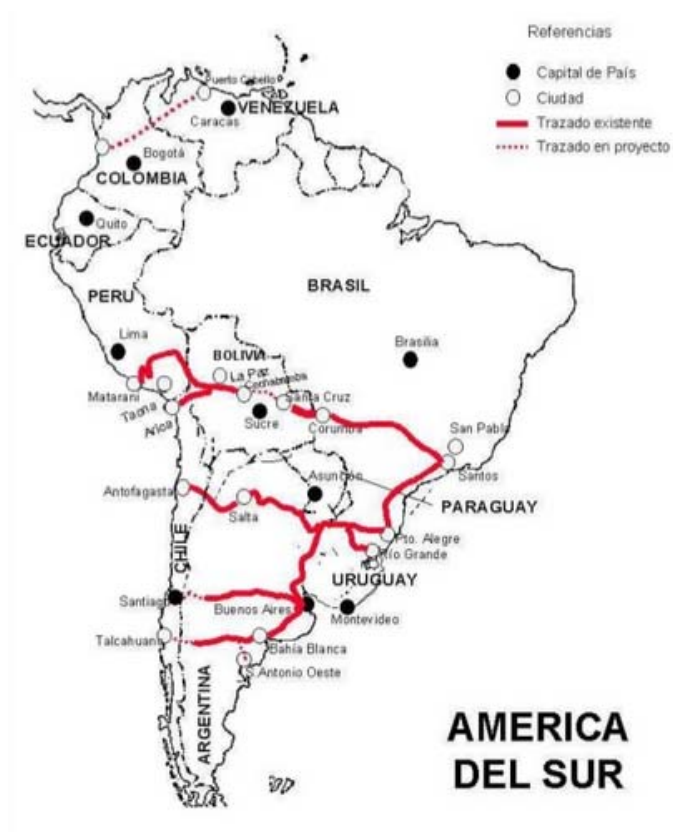 Referencias
Capital de País
Ciudad
Trazado existente
Trazado en proyecto
Puerto Cabello
VENEZUELA
Caracas
Bogotá
COLOMBIA
Quito
ECUADOR
PERU
BRASIL
Lima
Brasilia
BOLIVIA
La Paz
Cochabamba
Matarani
Santa Cruz
Tacna
Arica
Sucre
Corumba
San Pablo
Santos
Asunción
Antofagasta
PARAGUAY
Salta
CHILE
Pto. Alegre
Río Grande
URUGUAY
Santiago
Buenos Aires
Montevideo
Talcahuano
Bahía Blanca
S.Antonio Oeste
ARGENTINA
AMERICA
DEL SUR